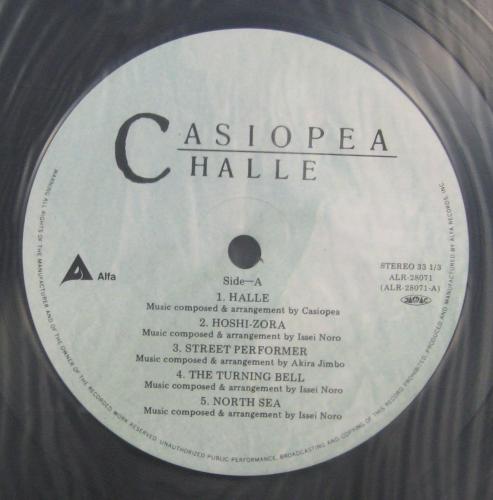 CASIOPEA
HALLE
Alfa
STEREO 33 1/3
ALR-28071
(ALR-28071-A)
JASRAC
Side—A
1. HALLE
Music composed & arrangement by Casiopea
2. HOSHI-ZORA
Music composed & arrangement by Issei Noro
3. STREET PERFORMER
Music composed & arrangement by Akira Jimbo
4. THE TURNING BELL
Music composed & arrangement by Issei Noro
5. NORTH SEA
Music composed & arrangement by Issei Noro
WARNING: ALL RIGHTS OF THE MANUFACTURER AND OF THE OWNER OF THE RECORDED WORK RESERVED. UNAUTHORIZED PUBLIC PERFORMANCE, BROADCASTING AND COPYING OF THIS RECORD PROHIBITED. MANUFACTURED BY ALFA RECORDS, INC.